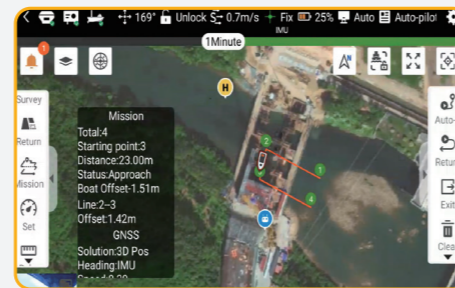 169° Unlock S: 0.7m/s Fix 25% Auto Auto-pilot
IMU
1Minute
1
N
H
Survey
Return
Mission
Set
Mission
Total:4
Starting point:3
Distance:23.00m
Status:Approach
Boat Offset-1.51m
Line:2--3
Offset:1.42m
GNSS
Solution:3D Pos
Heading:IMU
2
1
4
Auto-
Retur
Exit
Clea